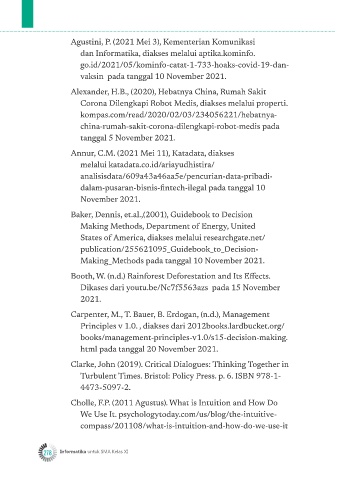 Agustini, P. (2021 Mei 3), Kementerian Komunikasi
dan Informatika, diakses melalui aptika.kominfo.
go.id/2021/05/kominfo-catat-1-733-hoaks-covid-19-dan-
vaksin pada tanggal 10 November 2021.
Alexander, H.B., (2020), Hebatnya China, Rumah Sakit
Corona Dilengkapi Robot Medis, diakses melalui properti.
kompas.com/read/2020/02/03/234056221/hebatnya-
china-rumah-sakit-corona-dilengkapi-robot-medis pada
tanggal 5 November 2021.
Annur, C.M. (2021 Mei 11), Katadata, diakses
melalui katadata.co.id/ariayudhistira/
analisisdata/609a43a46aa5e/pencurian-data-pribadi-
dalam-pusaran-bisnis-fintech-ilegal pada tanggal 10
November 2021.
Baker, Dennis, et.al.,(2001), Guidebook to Decision
Making Methods, Department of Energy, United
States of America, diakses melalui researchgate.net/
publication/255621095_Guidebook_to_Decision-
Making_Methods pada tanggal 10 November 2021.
Booth, W. (n.d.) Rainforest Deforestation and Its Effects.
Dikases dari youtu.be/Nc7f5563azs pada 15 November
2021.
Carpenter, M., T. Bauer, B. Erdogan, (n.d.), Management
Principles v 1.0. , diakses dari 2012books.lardbucket.org/
books/management-principles-v1.0/s15-decision-making.
html pada tanggal 20 November 2021.
Clarke, John (2019). Critical Dialogues: Thinking Together in
Turbulent Times. Bristol: Policy Press. p. 6. ISBN 978-1-
4473-5097-2.
Cholle, F.P. (2011 Agustus). What is Intuition and How Do
We Use It. psychologytoday.com/us/blog/the-intuitive-
compass/201108/what-is-intuition-and-how-do-we-use-it
278 Informatika untuk SMA Kelas XI